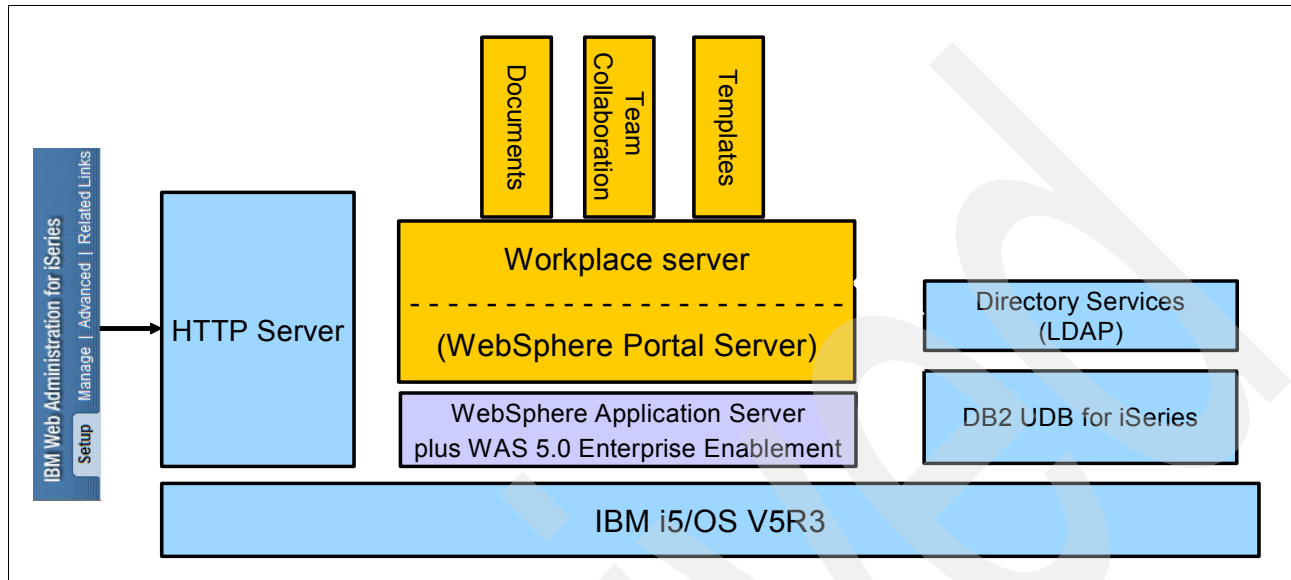 Documents
Team
Collaboration
Templates
IBM Web Administration for iSeries
Setup Manage | Advanced | Related Links
HTTP Server
Workplace server
(WebSphere Portal Server)
WebSphere Application Server
plus WAS 5.0 Enterprise Enablement
Directory Services
(LDAP)
DB2 UDB for iSeries
IBM i5/OS V5R3